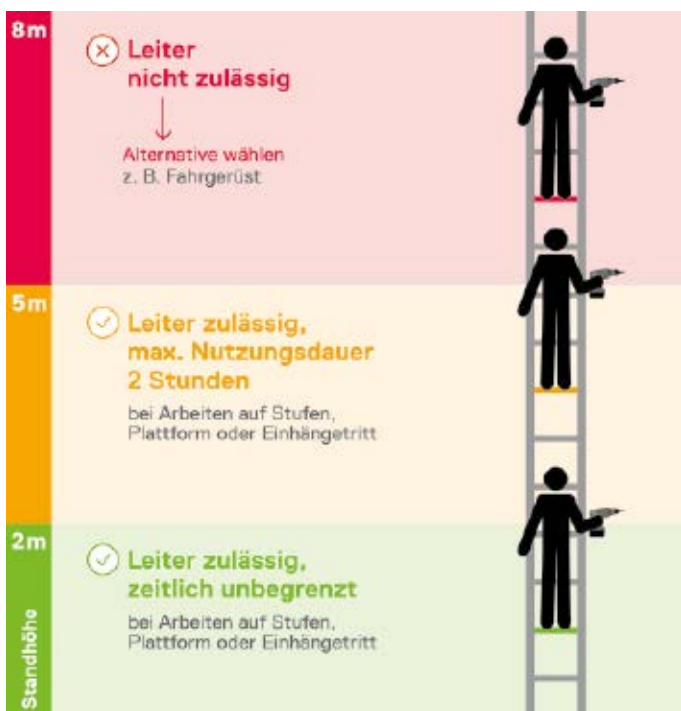 8m
Leiter
nicht zulässig
Alternative wählen
z. B. Fahrgerüst
5m
Leiter zulässig,
max. Nutzungsdauer
2 Stunden
bei Arbeiten auf Stufen,
Plattform oder Einhängetritt
2m
Leiter zulässig,
zeitlich unbegrenzt
bei Arbeiten auf Stufen,
Plattform oder Einhängetritt
Standhöhe